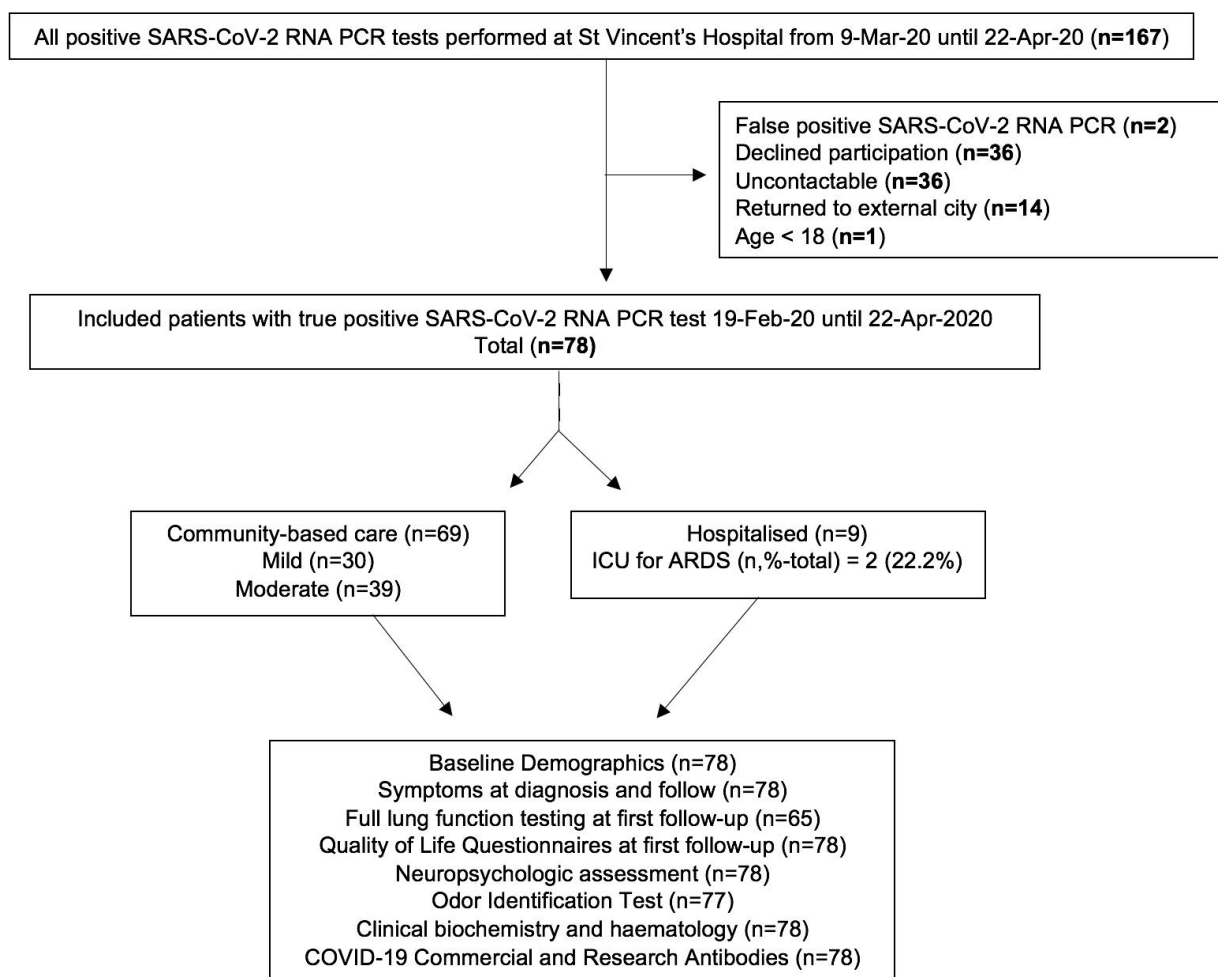 All positive SARS-CoV-2 RNA PCR tests performed at St Vincent's Hospital from 9-Mar-20 until 22-Apr-20 (n=167)
False positive SARS-CoV-2 RNA PCR (n=2)
Declined participation (n=36)
Uncontactable (n=36)
Returned to external city (n=14)
Age < 18 (n=1)
Included patients with true positive SARS-CoV-2 RNA PCR test 19-Feb-20 until 22-Apr-2020
Total (n=78)
Community-based care (n=69)
Mild (n=30)
Moderate (n=39)
Hospitalised (n=9)
ICU for ARDS (n,%-total) = 2 (22.2%)
Baseline Demographics (n=78)
Symptoms at diagnosis and follow (n=78)
Full lung function testing at first follow-up (n=65)
Quality of Life Questionnaires at first follow-up (n=78)
Neuropsychologic assessment (n=78)
Odor Identification Test (n=77)
Clinical biochemistry and haematology (n=78)
COVID-19 Commercial and Research Antibodies (n=78)